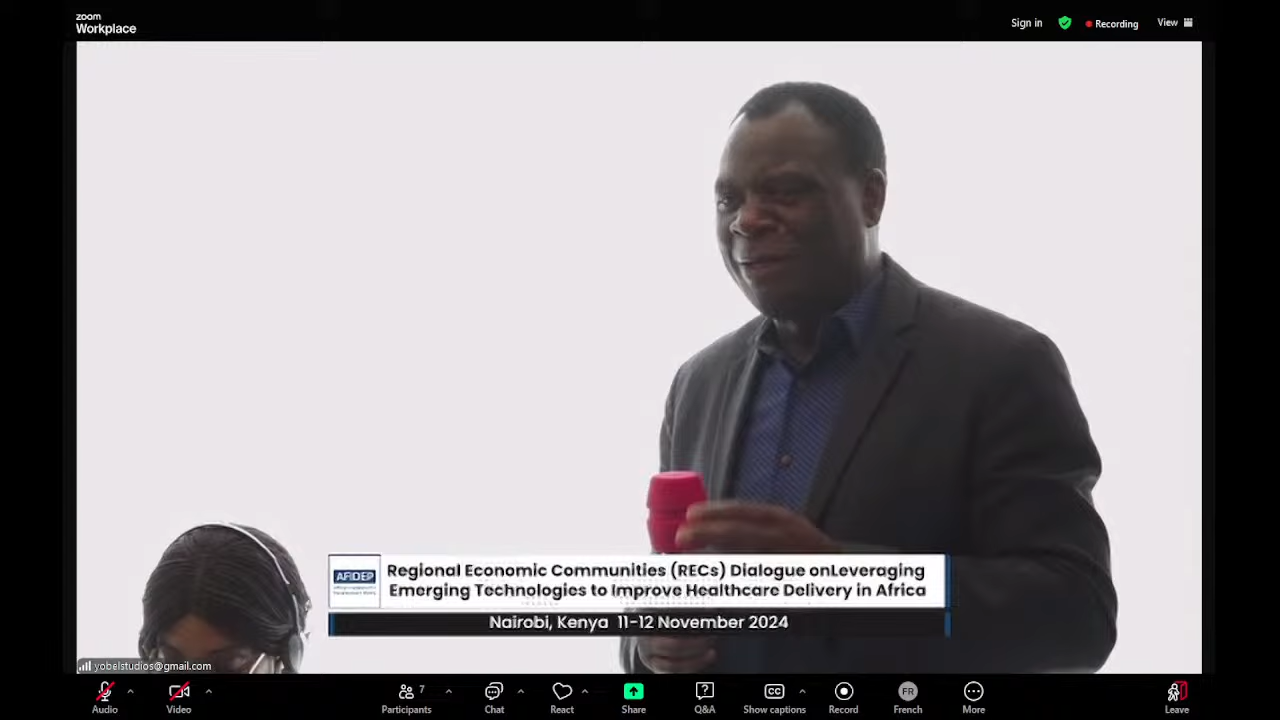 zoom
Workplace
Sign in
Recording
View
AFIDEP
Regional Economic Communities (RECs) Dialogue onLeveraging
Emerging Technologies to Improve Healthcare Delivery in Africa
Nairobi, Kenya 11-12 November 2024
yobelstudios@gmail.com
Audio
Video
Participants
7
Chat
React
Share
Q&A
CC
Show captions
Record
FR
French
More
Leave